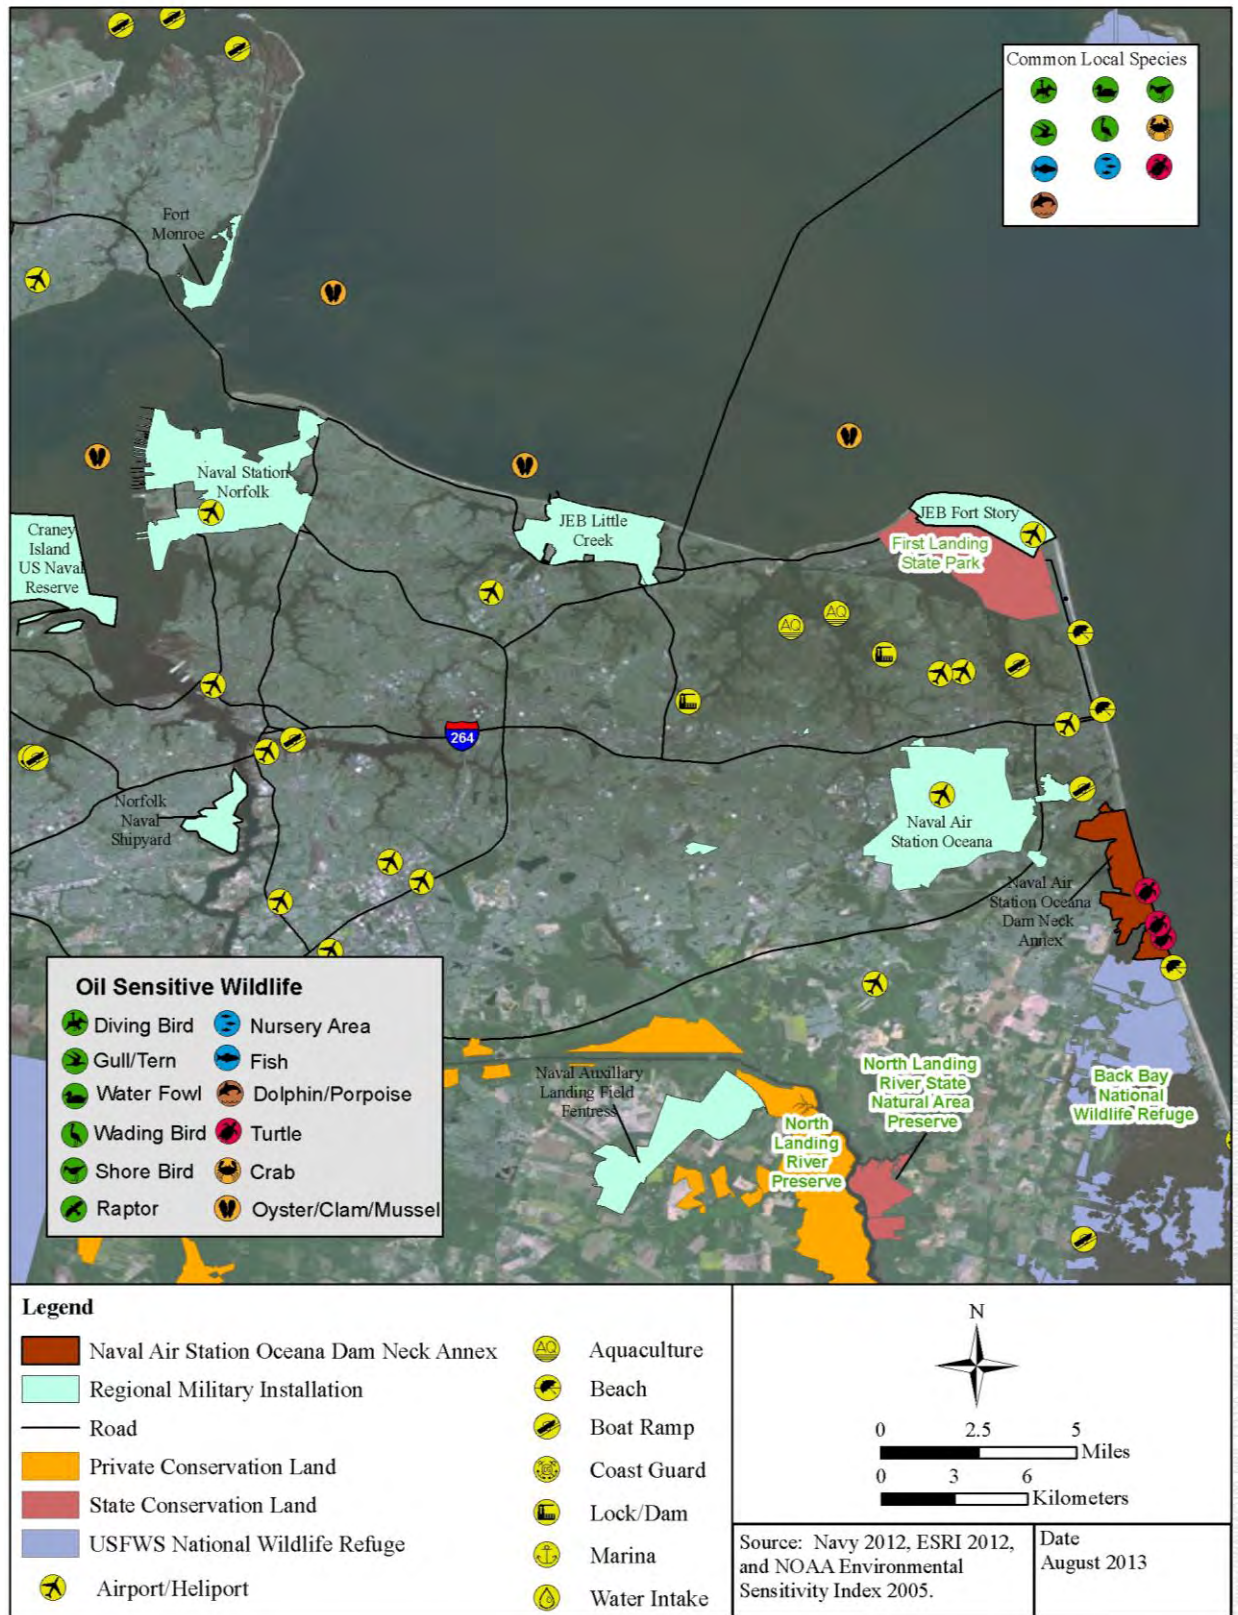 Common Local Species
Fort
Monroe
Naval Station
Norfolk
Craney
Island
US Naval
Reserve
JEB Little
Creek
JEB Fort Story
First Landing
State Park
AQ
AQ
264
Norfolk
Naval
Shipyard
Naval Air
Station Oceana
Naval Air
Station Oceana
Dam Neck
Annex
Oil Sensitive Wildlife
Diving Bird
Nursery Area
Gull/Tern
Fish
Water Fowl
Dolphin/Porpoise
Wading Bird
Turtle
Shore Bird
Crab
Raptor
Oyster/Clam/Mussel
Naval Auxillary
Landing Field
Fentress
North
Landing
River
Preserve
North Landing
River State
Natural Area
Preserve
Back Bay
National
Wildlife Refuge
Legend
Naval Air Station Oceana Dam Neck Annex
Regional Military Installation
Road
Private Conservation Land
State Conservation Land
USFWS National Wildlife Refuge
Airport/Heliport
AQ
Aquaculture
Beach
Boat Ramp
Coast Guard
Lock/Dam
Marina
Water Intake
N
0 2.5 5
Miles
0 3 6
Kilometers
Source: Navy 2012, ESRI 2012,
and NOAA Environmental
Sensitivity Index 2005.
Date
August 2013